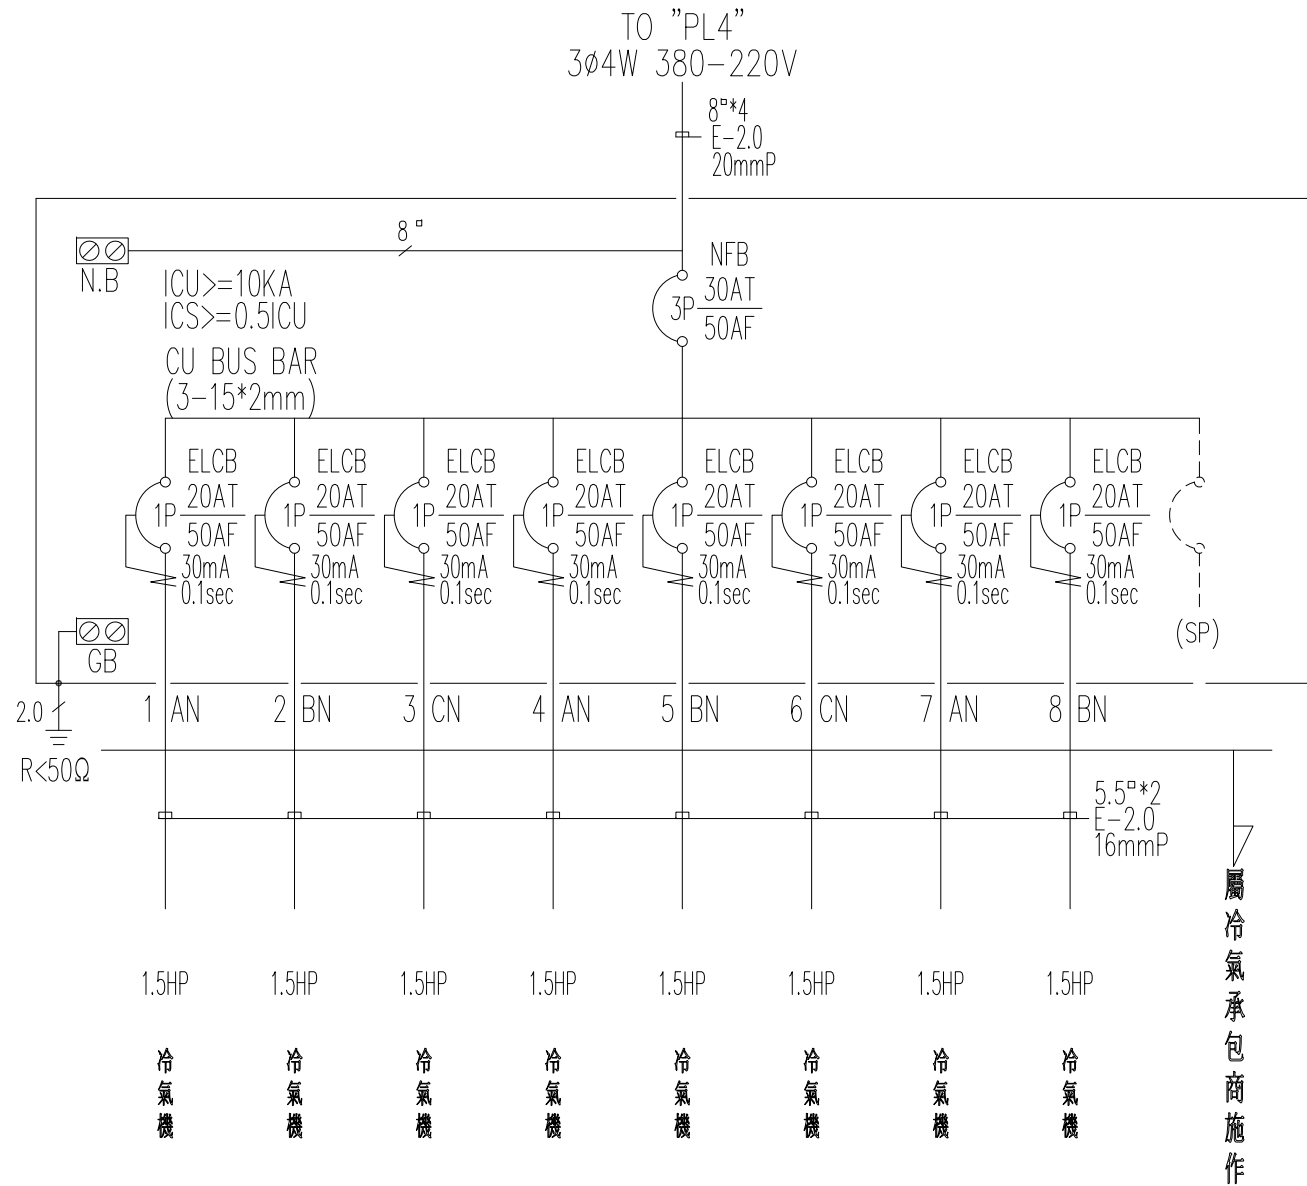 TO "PL4"
3ø4W 380-220V
8□*4
E-2.0
20mmP
8□
N.B
ICU>=10KA
ICS>=0.5ICU
NFB
3P 30AT
50AF
CU BUS BAR
(3-15*2mm)
ELCB ELCB ELCB ELCB ELCB ELCB ELCB ELCB
20AT 20AT 20AT 20AT 20AT 20AT 20AT 20AT
1P 1P 1P 1P 1P 1P 1P 1P
50AF 50AF 50AF 50AF 50AF 50AF 50AF 50AF
30mA 30mA 30mA 30mA 30mA 30mA 30mA 30mA
0.1sec 0.1sec 0.1sec 0.1sec 0.1sec 0.1sec 0.1sec 0.1sec
(SP)
GB
2.0
1 AN 2 BN 3 CN 4 AN 5 BN 6 CN 7 AN 8 BN
R<50Ω
5.5□*2
E-2.0
16mmP
1.5HP 1.5HP 1.5HP 1.5HP 1.5HP 1.5HP 1.5HP 1.5HP
冷氣機
冷氣機
冷氣機
冷氣機
冷氣機
冷氣機
冷氣機
冷氣機
屬冷氣承包商施作